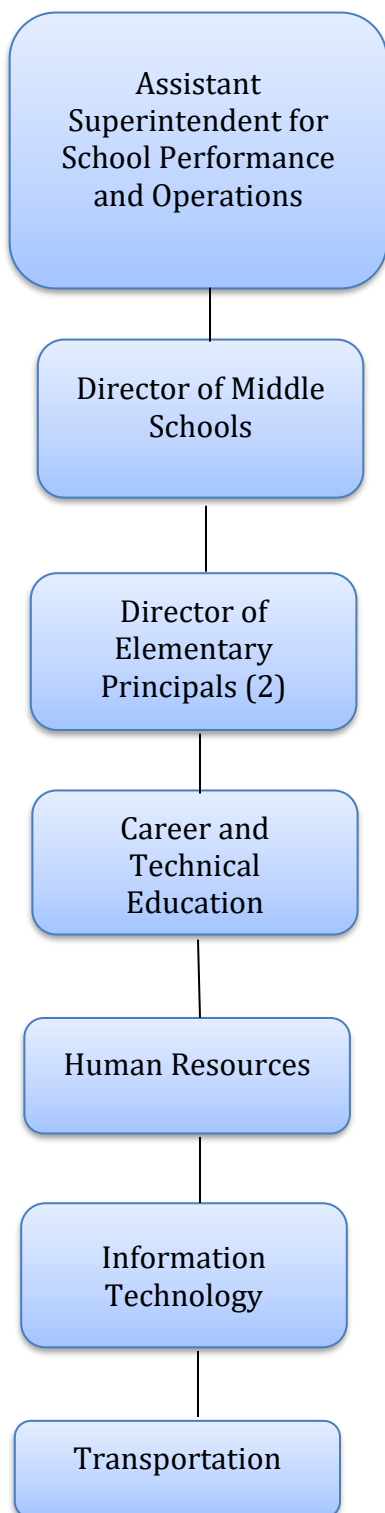 Assistant
Superintendent for
School Performance
and Operations
Director of Middle
Schools
Director of
Elementary
Principals (2)
Career and
Technical
Education
Human Resources
Information
Technology
Transportation